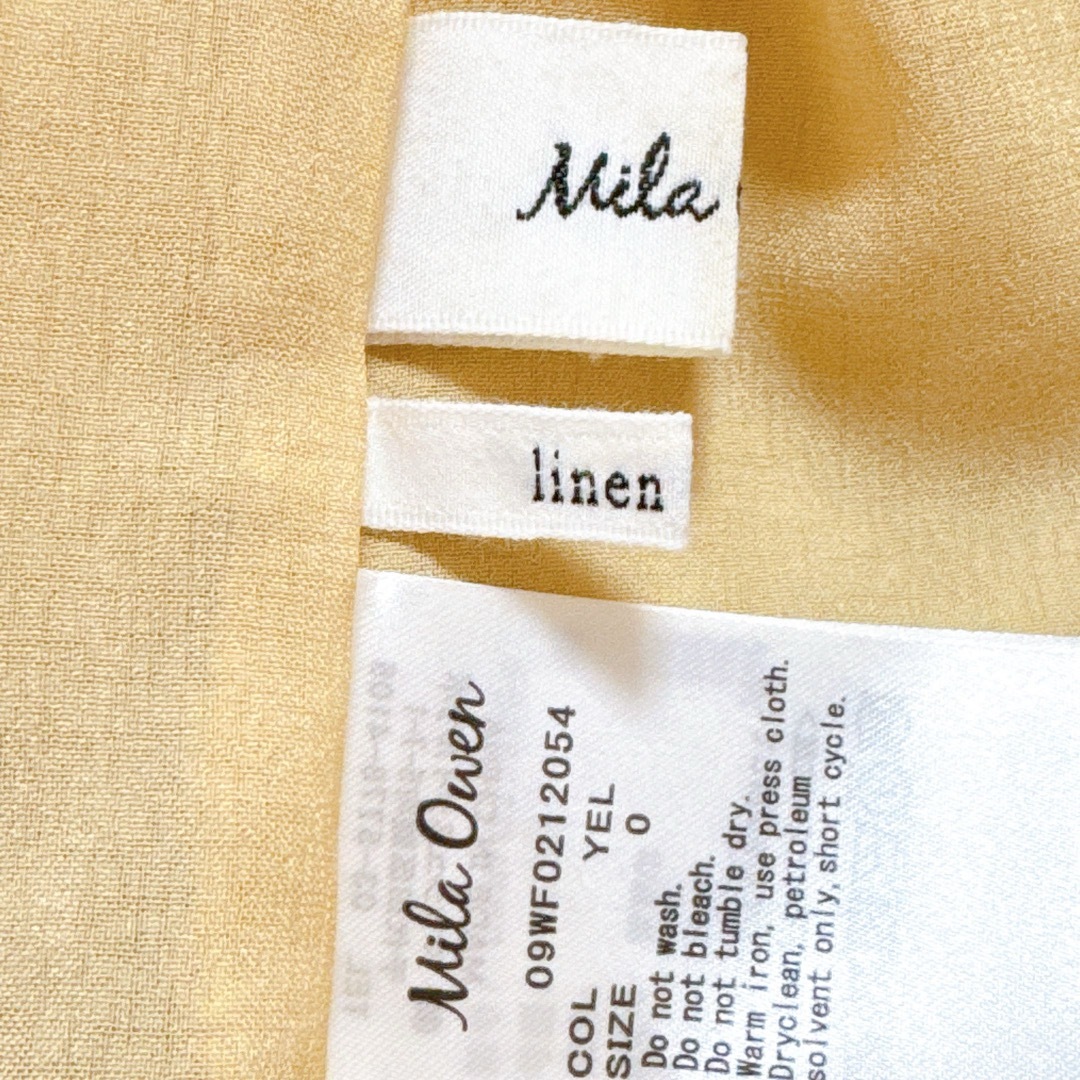 Mila
linen
Mila Owen
09WF0212054
COL YEL
SIZE 0
Do not wash.
Do not bleach.
Do not tumble dry.
Warm iron, use press cloth.
Dryclean, petroleum
solvent only, short cycle.